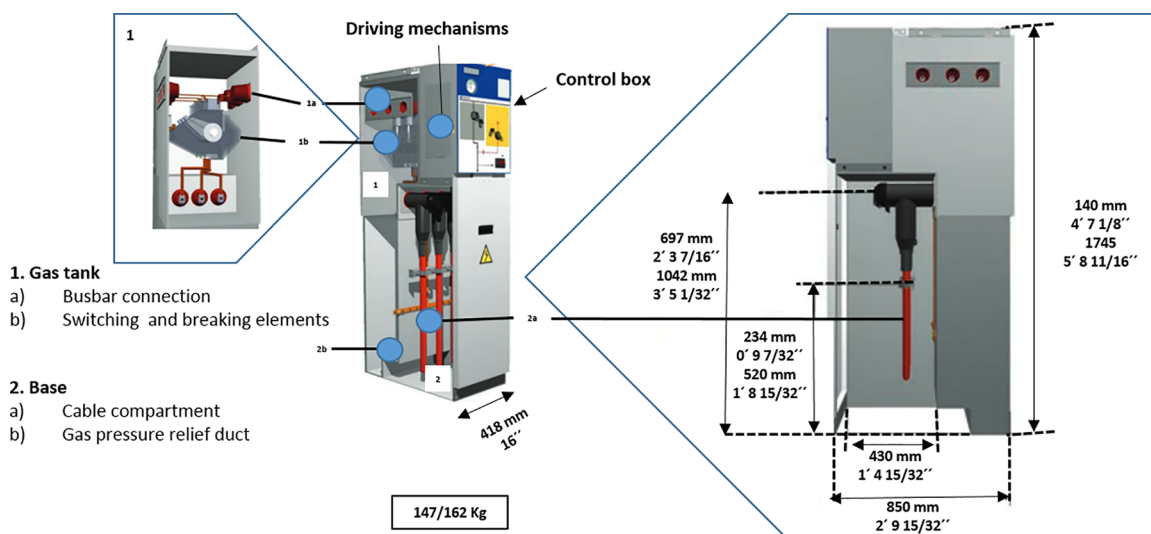 1
Driving mechanisms
Control box
1a
1b
1
1. Gas tank
a) Busbar connection
b) Switching and breaking elements
2b
2a
2
2. Base
a) Cable compartment
b) Gas pressure relief duct
418 mm
16´´
147/162 Kg
697 mm
2´ 3 7/16´´
1042 mm
3´ 5 1/32´´
234 mm
0´ 9 7/32´´
520 mm
1´ 8 15/32´´
140 mm
4´ 7 1/8´´
1745
5´ 8 11/16´´
430 mm
1´ 4 15/32´´
850 mm
2´ 9 15/32´´